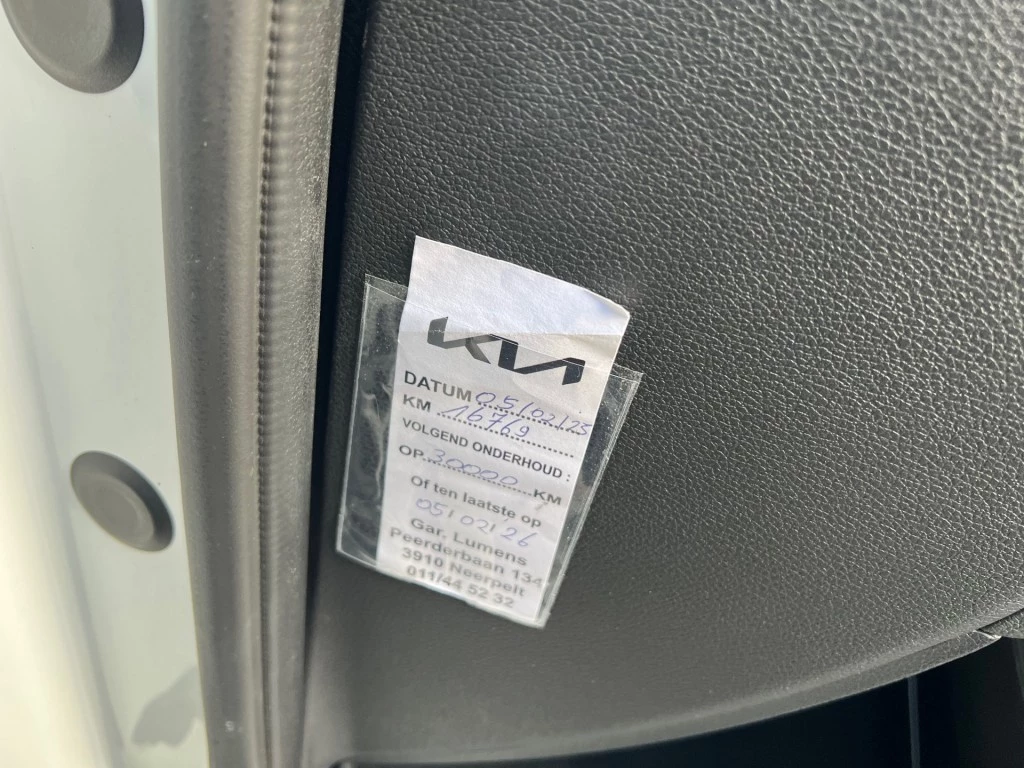 KIA
DATUM 05/02/25
KM 16769
VOLGEND ONDERHOUD :
OP 30000 KM
Of ten laatste op
05/02/26
Gar. Lumens
Peerderbaan 134
3910 Neerpelt
011/44 52 32